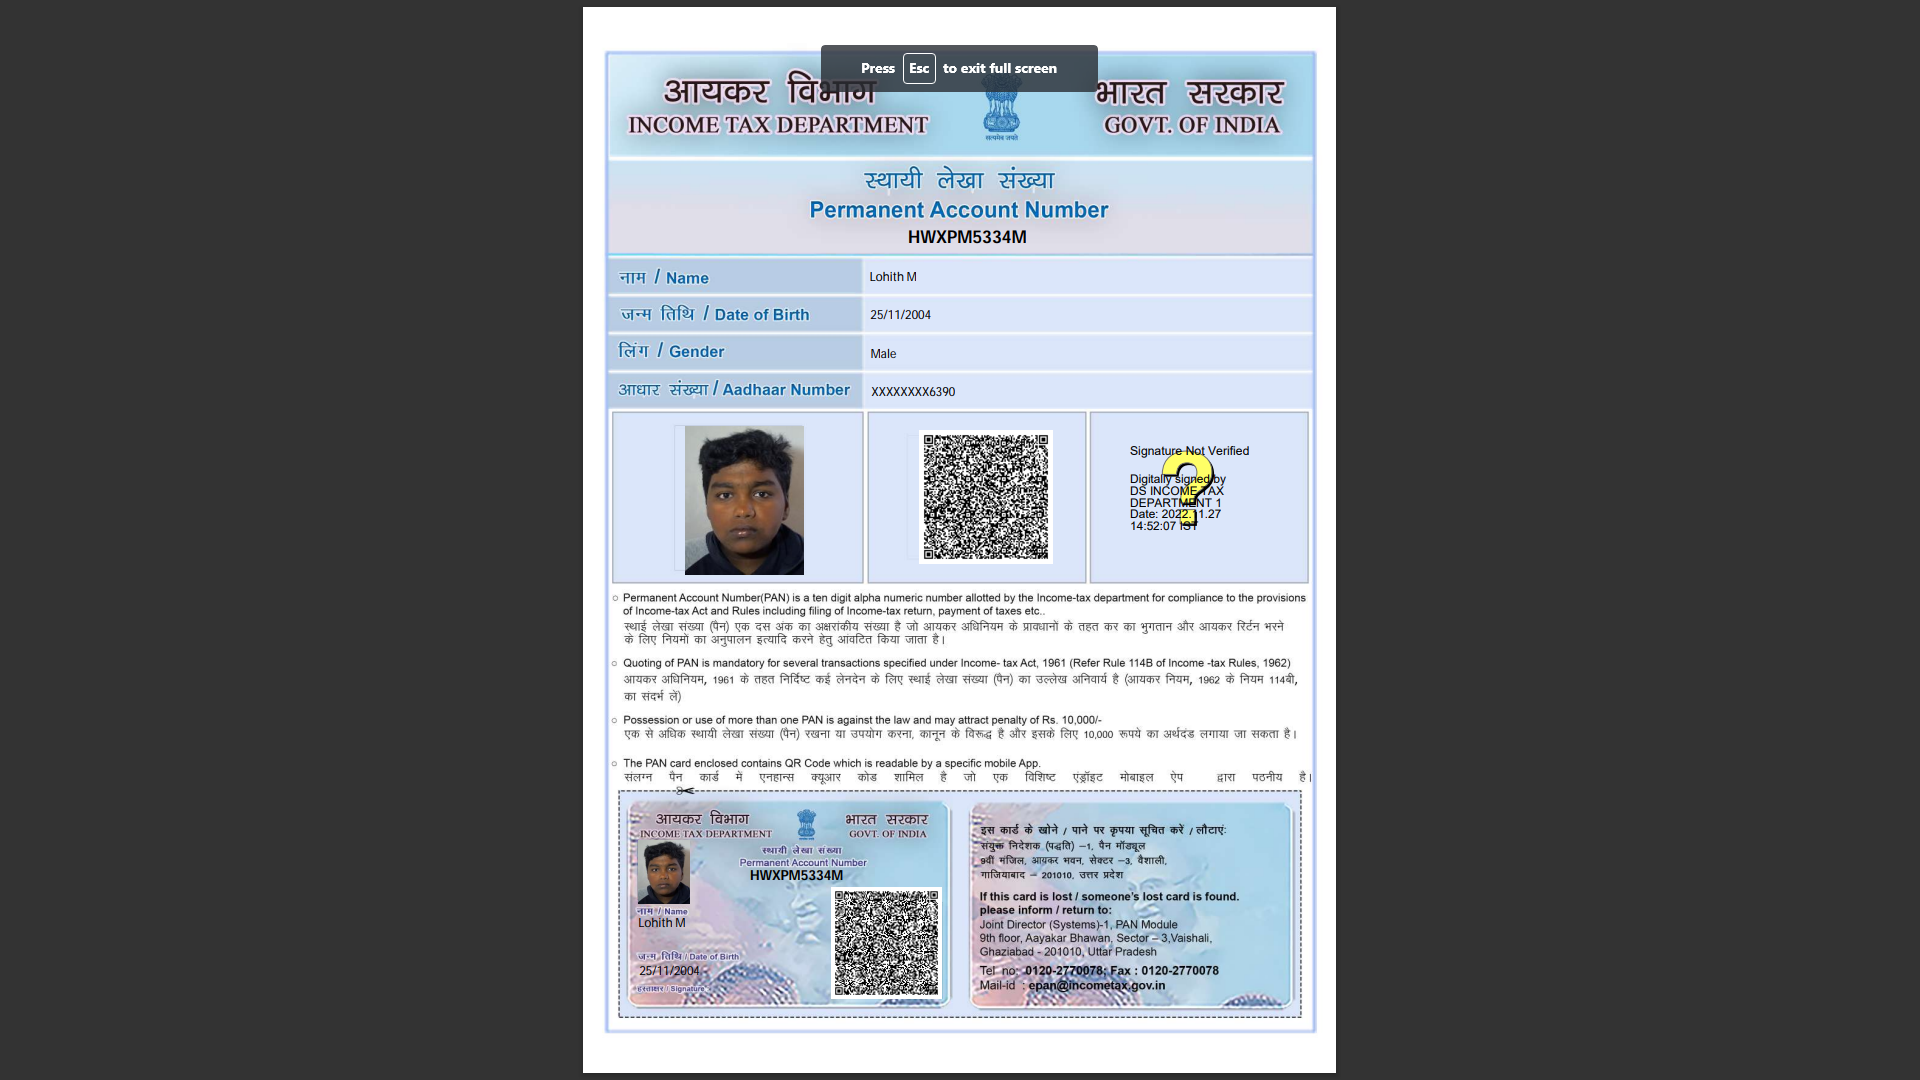 Press Esc to exit full screen
आयकर विभाग
INCOME TAX DEPARTMENT
सत्यमेव जयते
भारत सरकार
GOVT. OF INDIA
स्थायी लेखा संख्या
Permanent Account Number
HWXPM5334M
नाम / Name
Lohith M
जन्म तिथि / Date of Birth
25/11/2004
लिंग / Gender
Male
आधार संख्या / Aadhaar Number
XXXXXXXX6390
Signature Not Verified
Digitally signed by
DS INCOME TAX
DEPARTMENT 1
Date: 2022.11.27
14:52:07 IST
Permanent Account Number(PAN) is a ten digit alpha numeric number allotted by the Income-tax department for compliance to the provisions
of Income-tax Act and Rules including filing of Income-tax return, payment of taxes etc..
स्थाई लेखा संख्या (पैन) एक दस अंक का अक्षरांकीय संख्या है जो आयकर अधिनियम के प्रावधानों के तहत कर का भुगतान और आयकर रिर्टन भरने
के लिए नियमों का अनुपालन इत्यादि करने हेतु आंवटित किया जाता है।
Quoting of PAN is mandatory for several transactions specified under Income- tax Act, 1961 (Refer Rule 114B of Income -tax Rules, 1962)
आयकर अधिनियम, 1961 के तहत निर्दिष्ट कई लेनदेन के लिए स्थाई लेखा संख्या (पैन) का उल्लेख अनिवार्य है (आयकर नियम, 1962 के नियम 114बी,
का संदर्भ लें)
Possession or use of more than one PAN is against the law and may attract penalty of Rs. 10,000/-
एक से अधिक स्थायी लेखा संख्या (पैन) रखना या उपयोग करना, कानून के विरूद्ध है और इसके लिए 10,000 रूपये का अर्थदंड लगाया जा सकता है।
The PAN card enclosed contains QR Code which is readable by a specific mobile App.
संलग्न पैन कार्ड में एनहान्स क्यूआर कोड शामिल है जो एक विशिष्ट एंड्रॉइट मोबाइल ऐप द्वारा पठनीय है।
आयकर विभाग
INCOME TAX DEPARTMENT
भारत सरकार
GOVT. OF INDIA
स्थायी लेखा संख्या
Permanent Account Number
HWXPM5334M
नाम / Name
Lohith M
जन्म तिथि / Date of Birth
25/11/2004
हस्ताक्षर / Signature
इस कार्ड के खोने / पाने पर कृपया सूचित करें / लौटाएं:
संयुक्त निदेशक (पद्धति) –1, पैन मॉड्यूल
9वीं मंजिल, आयकर भवन, सेक्टर –3, वैशाली,
गाजियाबाद – 201010, उत्तर प्रदेश
If this card is lost / someone's lost card is found.
please inform / return to:
Joint Director (Systems)-1, PAN Module
9th floor, Aayakar Bhawan, Sector – 3,Vaishali,
Ghaziabad - 201010, Uttar Pradesh
Tel no: 0120-2770078; Fax : 0120-2770078
Mail-id : epan@incometax.gov.in